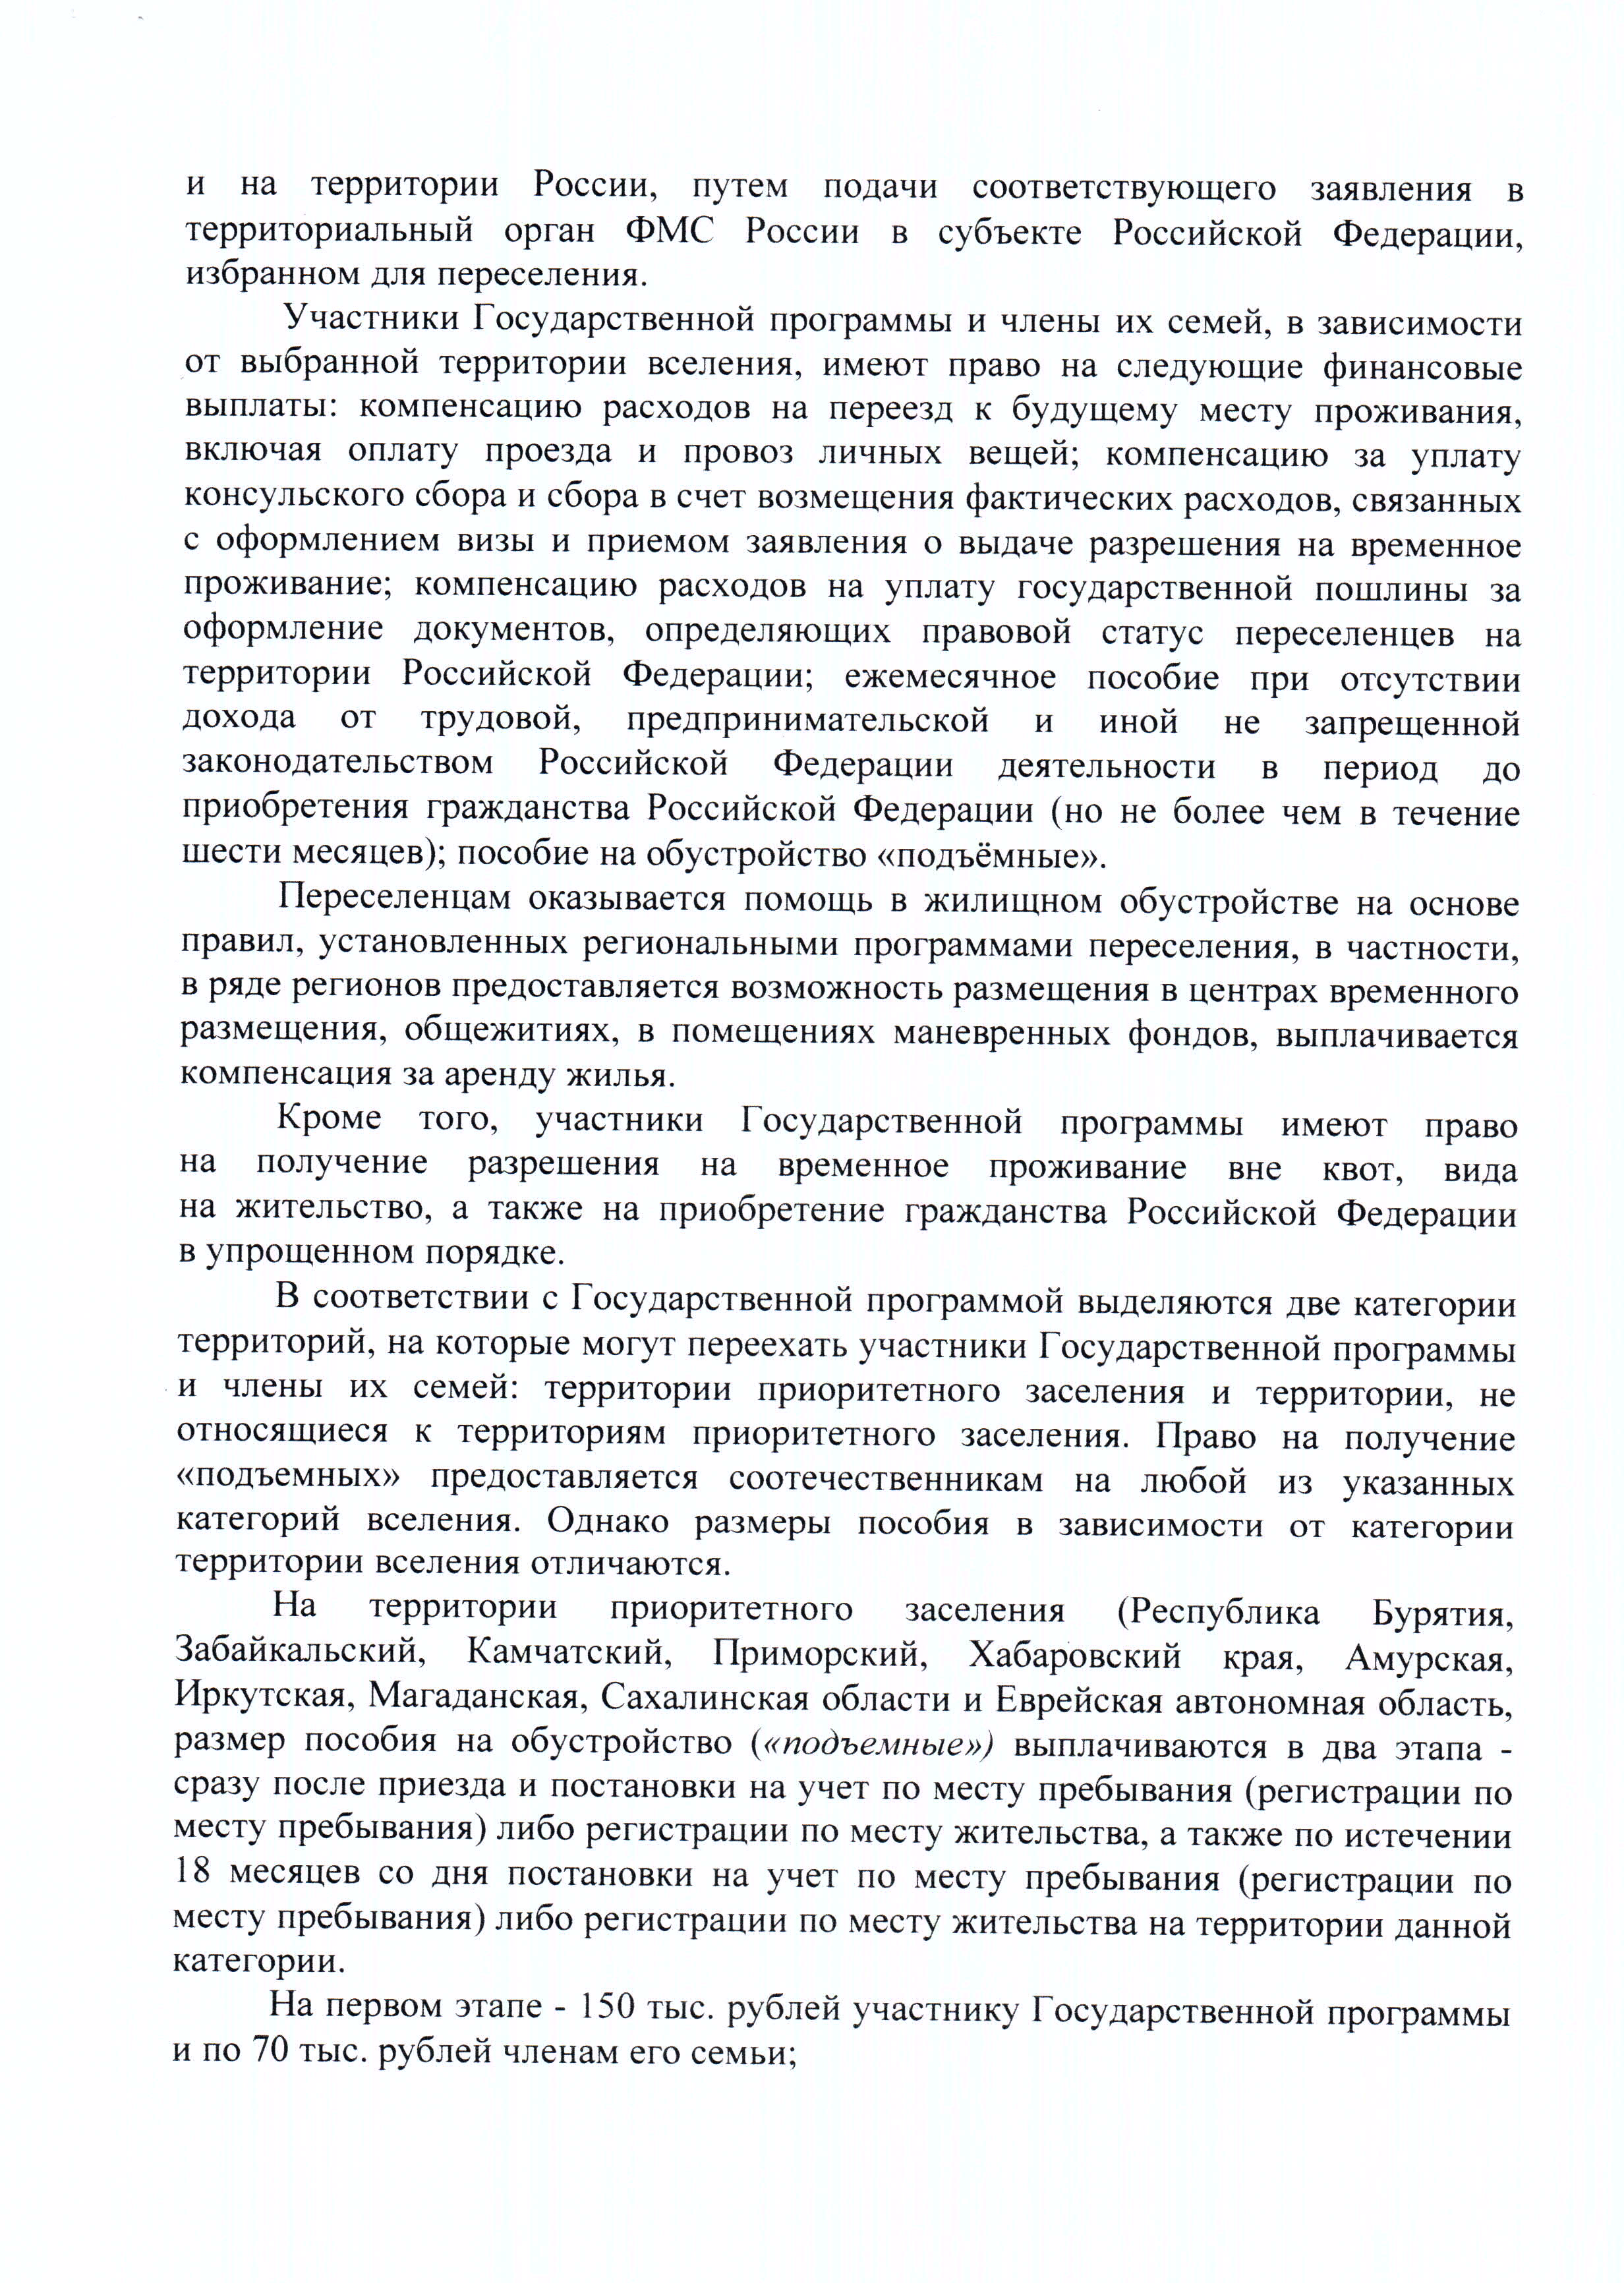 и на территории России, путем подачи соответствующего заявления в
территориальный орган ФМС России в субъекте Российской Федерации,
избранном для переселения.
Участники Государственной программы и члены их семей, в зависимости
от выбранной территории вселения, имеют право на следующие финансовые
выплаты: компенсацию расходов на переезд к будущему месту проживания,
включая оплату проезда и провоз личных вещей; компенсацию за уплату
консульского сбора и сбора в счет возмещения фактических расходов, связанных
с оформлением визы и приемом заявления о выдаче разрешения на временное
проживание; компенсацию расходов на уплату государственной пошлины за
оформление документов, определяющих правовой статус переселенцев на
территории Российской Федерации; ежемесячное пособие при отсутствии
дохода от трудовой, предпринимательской и иной не запрещенной
законодательством Российской Федерации деятельности в период до
приобретения гражданства Российской Федерации (но не более чем в течение
шести месяцев); пособие на обустройство «подъёмные».
Переселенцам оказывается помощь в жилищном обустройстве на основе
правил, установленных региональными программами переселения, в частности,
в ряде регионов предоставляется возможность размещения в центрах временного
размещения, общежитиях, в помещениях маневренных фондов, выплачивается
компенсация за аренду жилья.
Кроме того, участники Государственной программы имеют право
на получение разрешения на временное проживание вне квот, вида
на жительство, а также на приобретение гражданства Российской Федерации
в упрощенном порядке.
В соответствии с Государственной программой выделяются две категории
территорий, на которые могут переехать участники Государственной программы
и члены их семей: территории приоритетного заселения и территории, не
относящиеся к территориям приоритетного заселения. Право на получение
«подъемных» предоставляется соотечественникам на любой из указанных
категорий вселения. Однако размеры пособия в зависимости от категории
территории вселения отличаются.
На территории приоритетного заселения (Республика Бурятия,
Забайкальский, Камчатский, Приморский, Хабаровский края, Амурская,
Иркутская, Магаданская, Сахалинская области и Еврейская автономная область,
размер пособия на обустройство («подъемные») выплачиваются в два этапа -
сразу после приезда и постановки на учет по месту пребывания (регистрации по
месту пребывания) либо регистрации по месту жительства, а также по истечении
18 месяцев со дня постановки на учет по месту пребывания (регистрации по
месту пребывания) либо регистрации по месту жительства на территории данной
категории.
На первом этапе - 150 тыс. рублей участнику Государственной программы
и по 70 тыс. рублей членам его семьи;